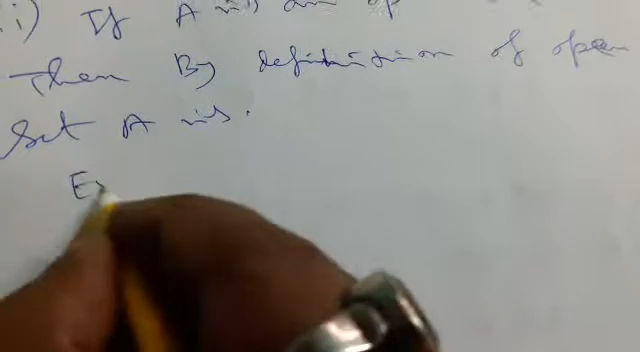 i) If A is an op
Then By definition of open
Set A is.
E